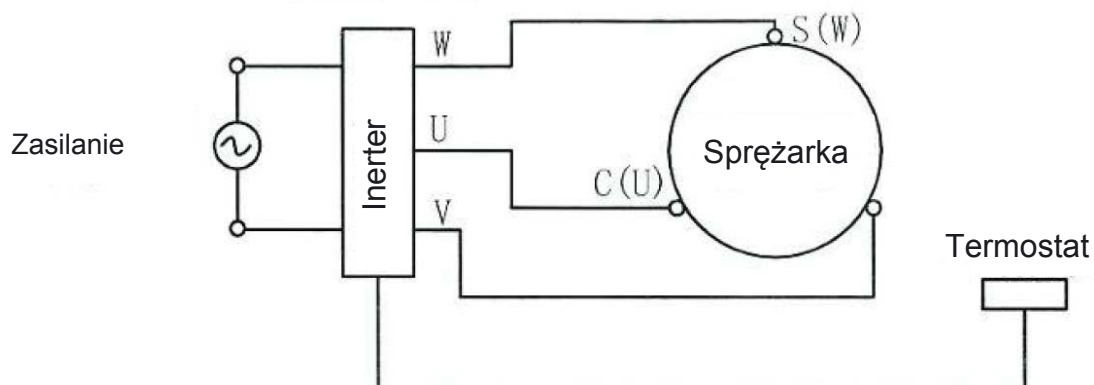 W
S(W)
Zasilanie
Inerter
U
Sprężarka
C(U)
V
Termostat